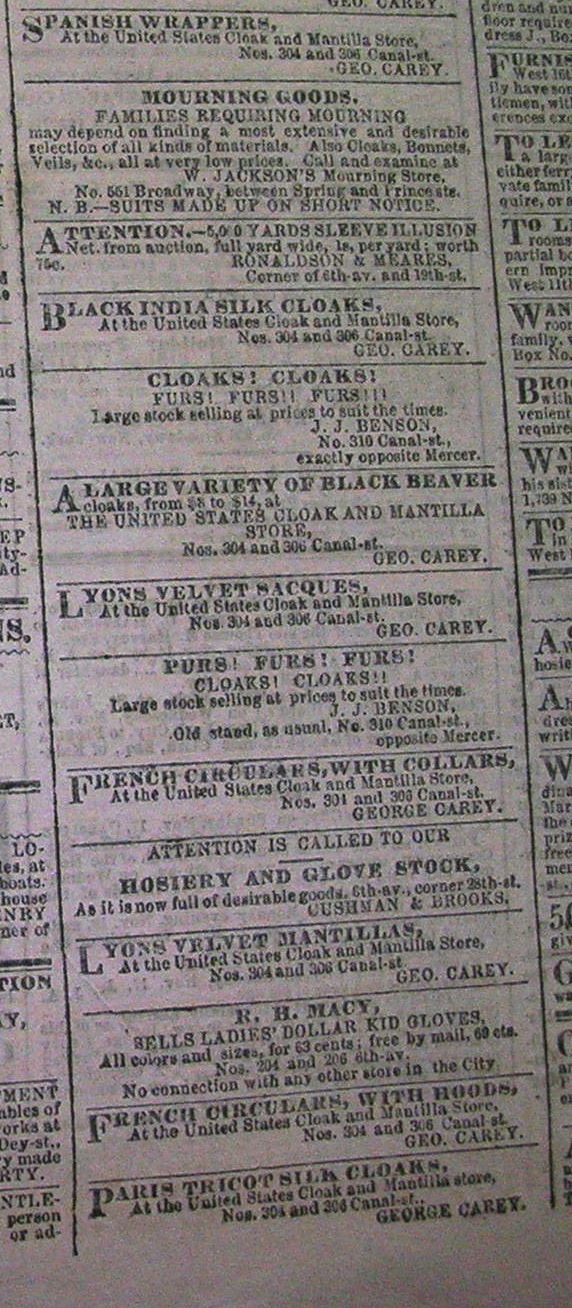 GEO. CAREY.
SPANISH WRAPPERS,
At the United States Cloak and Mantilla Store,
Nos. 304 and 306 Canal-st.
GEO. CAREY.
MOURNING GOODS.
FAMILIES REQUIRING MOURNING
may depend on finding a most extensive and desirable
selection of all kinds of materials. Also Cloaks, Bonnets,
Veils, &c., all at very low prices. Call and examine at
W. JACKSON'S Mourning Store,
No. 551 Broadway, between Spring and Prince sts.
N. B.—SUITS MADE UP ON SHORT NOTICE.
ATTENTION.—5,000 YARDS SLEEVE ILLUSION
Net. from auction, full yard wide, 1s. per yard; worth
75c. RONALDSON & MEARES,
Corner of 6th-av. and 19th-st.
BLACK INDIA SILK CLOAKS,
At the United States Cloak and Mantilla Store,
Nos. 304 and 306 Canal-st.
GEO. CAREY.
CLOAKS! CLOAKS!
FURS! FURS!! FURS!!!
Large stock selling at prices to suit the times.
J. J. BENSON,
No. 310 Canal-st.,
exactly opposite Mercer.
A LARGE VARIETY OF BLACK BEAVER
cloaks, from $8 to $14, at
THE UNITED STATES CLOAK AND MANTILLA
STORE,
Nos. 304 and 306 Canal-st.
GEO. CAREY.
LYONS VELVET SACQUES,
At the United States Cloak and Mantilla Store,
Nos. 304 and 306 Canal-st.
GEO. CAREY.
FURS! FURS! FURS!
CLOAKS! CLOAKS!!
Large stock selling at prices to suit the times.
J. J. BENSON,
Old stand, as usual, No. 310 Canal-st.,
opposite Mercer.
FRENCH CIRCULARS, WITH COLLARS,
At the United States Cloak and Mantilla Store,
Nos. 304 and 306 Canal-st.
GEORGE CAREY.
ATTENTION IS CALLED TO OUR
HOSIERY AND GLOVE STOCK,
As it is now full of desirable goods. 6th-av., corner 28th-st.
CUSHMAN & BROOKS.
LYONS VELVET MANTILLAS,
At the United States Cloak and Mantilla Store,
Nos. 304 and 306 Canal-st
GEO. CAREY.
R. H. MACY,
SELLS LADIES' DOLLAR KID GLOVES,
All colors and sizes, for 63 cents; free by mail, 69 cts.
Nos. 204 and 206 6th-av.
No connection with any other store in the City
FRENCH CIRCULARS, WITH HOODS,
At the United States Cloak and Mantilla Store,
Nos. 304 and 306 Canal-st
GEO. CAREY.
PARIS TRICOT SILK CLOAKS,
At the United States Cloak and Mantilla store,
Nos. 304 and 306 Canal-st.,
GEORGE CAREY.